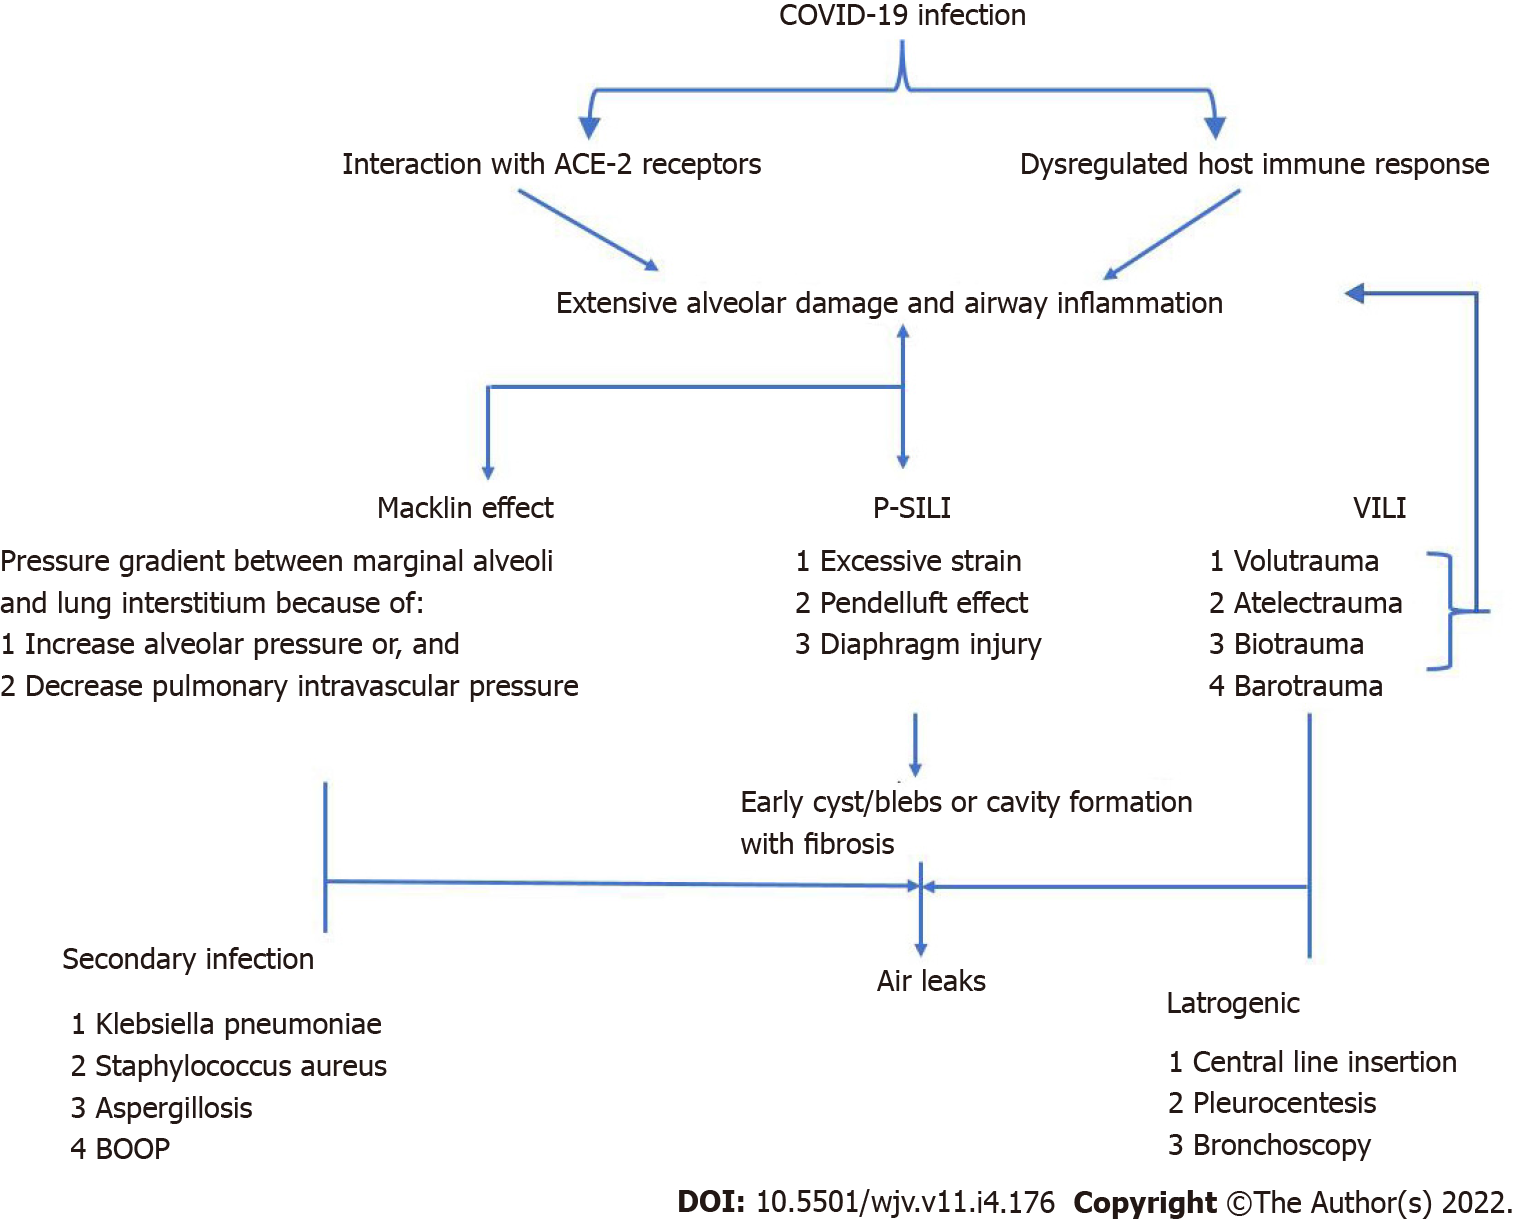 COVID-19 infection
Interaction with ACE-2 receptors
Dysregulated host immune response
Extensive alveolar damage and airway inflammation
Macklin effect
Pressure gradient between marginal alveoli
and lung interstitium because of:
1 Increase alveolar pressure or, and
2 Decrease pulmonary intravascular pressure
P-SILI
1 Excessive strain
2 Pendelluft effect
3 Diaphragm injury
VILI
1 Volutrauma
2 Atelectrauma
3 Biotrauma
4 Barotrauma
Early cyst/blebs or cavity formation
with fibrosis
Secondary infection
1 Klebsiella pneumoniae
2 Staphylococcus aureus
3 Aspergillosis
4 BOOP
Air leaks
Latrogenic
1 Central line insertion
2 Pleurocentesis
3 Bronchoscopy
DOI: 10.5501/wjv.v11.i4.176 Copyright ©The Author(s) 2022.